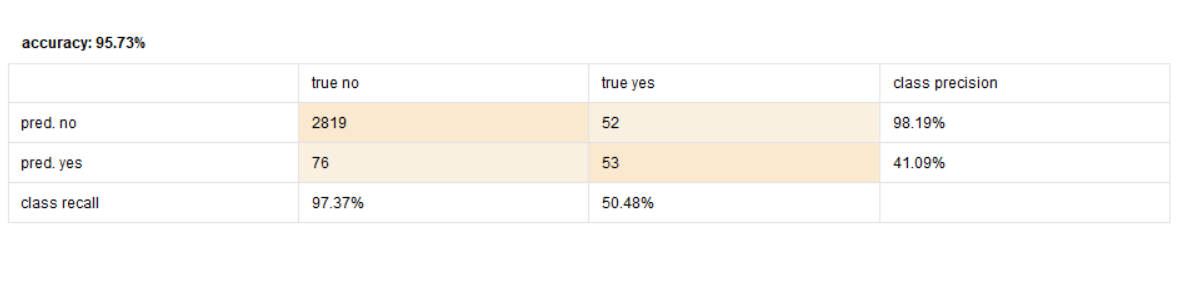 accuracy: 95.73%
true no true yes class precision
pred. no 2819 52 98.19%
pred. yes 76 53 41.09%
class recall 97.37% 50.48%